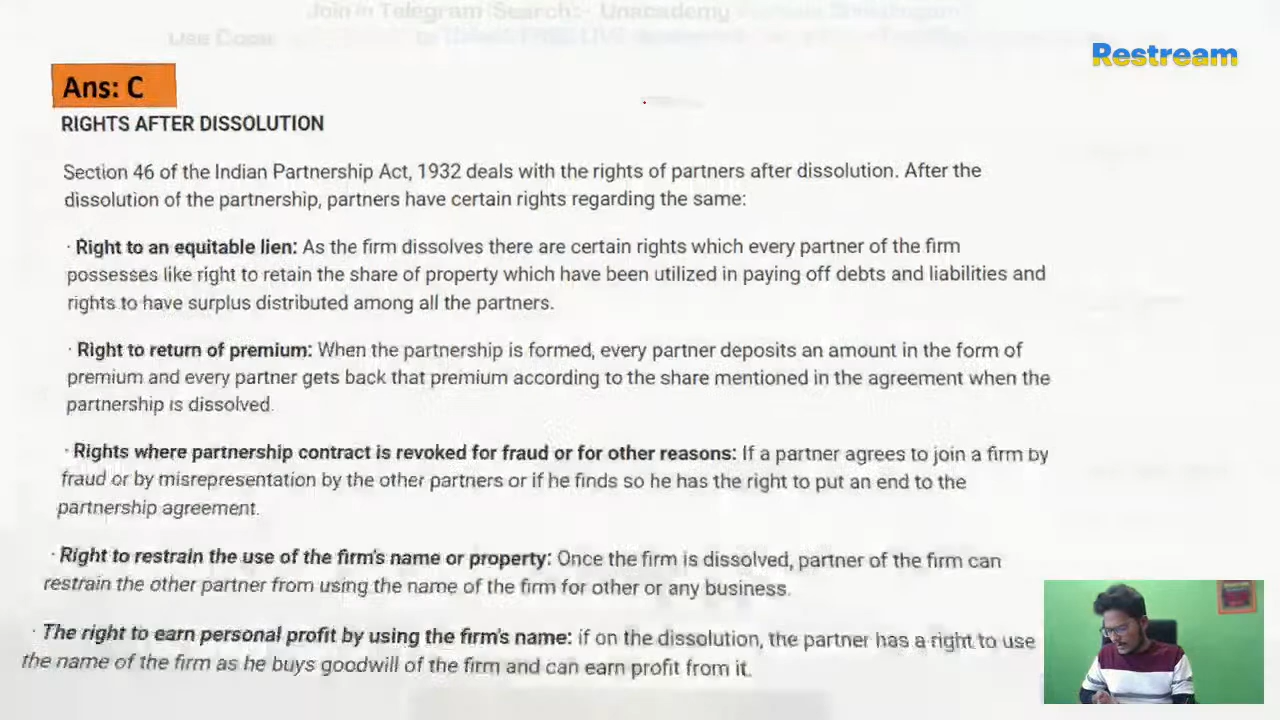 Join in Telegram (Search):- Unacademy
Use Code
Restream
Ans: C
RIGHTS AFTER DISSOLUTION
Section 46 of the Indian Partnership Act, 1932 deals with the rights of partners after dissolution. After the
dissolution of the partnership, partners have certain rights regarding the same:
· Right to an equitable lien: As the firm dissolves there are certain rights which every partner of the firm
possesses like right to retain the share of property which have been utilized in paying off debts and liabilities and
rights to have surplus distributed among all the partners.
· Right to return of premium: When the partnership is formed, every partner deposits an amount in the form of
premium and every partner gets back that premium according to the share mentioned in the agreement when the
partnership is dissolved.
· Rights where partnership contract is revoked for fraud or for other reasons: If a partner agrees to join a firm by
fraud or by misrepresentation by the other partners or if he finds so he has the right to put an end to the
partnership agreement.
· Right to restrain the use of the firm's name or property: Once the firm is dissolved, partner of the firm can
restrain the other partner from using the name of the firm for other or any business.
· The right to earn personal profit by using the firm's name: if on the dissolution, the partner has a right to use
the name of the firm as he buys goodwill of the firm and can earn profit from it.